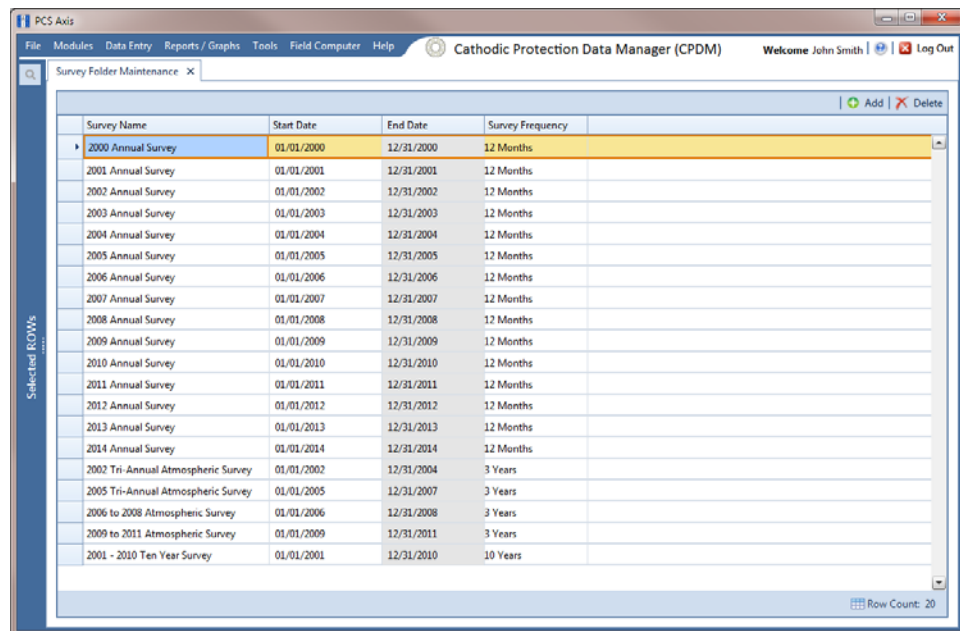 PCS Axis
File Modules Data Entry Reports / Graphs Tools Field Computer Help Cathodic Protection Data Manager (CPDM) Welcome John Smith | | Log Out
Survey Folder Maintenance X
| Add | Delete
Survey Name Start Date End Date Survey Frequency
2000 Annual Survey 01/01/2000 12/31/2000 12 Months
2001 Annual Survey 01/01/2001 12/31/2001 12 Months
2002 Annual Survey 01/01/2002 12/31/2002 12 Months
2003 Annual Survey 01/01/2003 12/31/2003 12 Months
2004 Annual Survey 01/01/2004 12/31/2004 12 Months
2005 Annual Survey 01/01/2005 12/31/2005 12 Months
2006 Annual Survey 01/01/2006 12/31/2006 12 Months
2007 Annual Survey 01/01/2007 12/31/2007 12 Months
2008 Annual Survey 01/01/2008 12/31/2008 12 Months
2009 Annual Survey 01/01/2009 12/31/2009 12 Months
2010 Annual Survey 01/01/2010 12/31/2010 12 Months
2011 Annual Survey 01/01/2011 12/31/2011 12 Months
2012 Annual Survey 01/01/2012 12/31/2012 12 Months
2013 Annual Survey 01/01/2013 12/31/2013 12 Months
2014 Annual Survey 01/01/2014 12/31/2014 12 Months
2002 Tri-Annual Atmospheric Survey 01/01/2002 12/31/2004 3 Years
2005 Tri-Annual Atmospheric Survey 01/01/2005 12/31/2007 3 Years
2006 to 2008 Atmospheric Survey 01/01/2006 12/31/2008 3 Years
2009 to 2011 Atmospheric Survey 01/01/2009 12/31/2011 3 Years
2001 - 2010 Ten Year Survey 01/01/2001 12/31/2010 10 Years
Selected ROWs
Row Count: 20